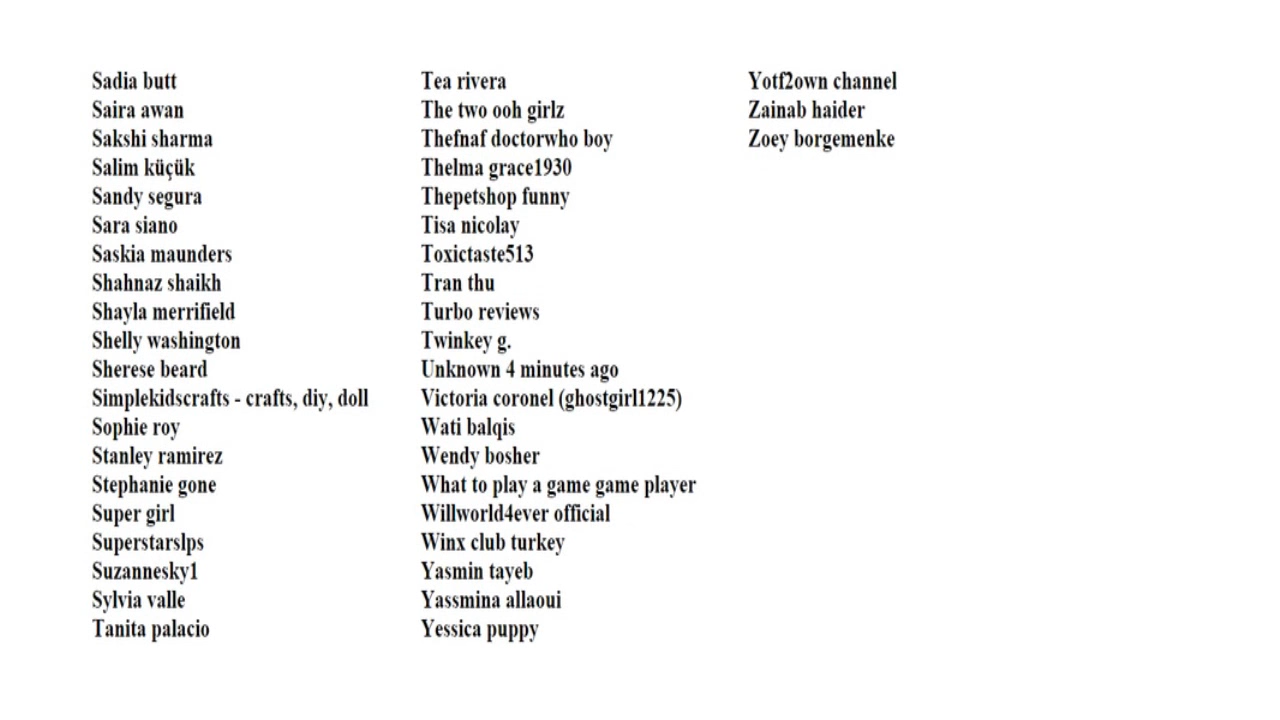 Sadia butt
Saira awan
Sakshi sharma
Salim küçük
Sandy segura
Sara siano
Saskia maunders
Shahnaz shaikh
Shayla merrifield
Shelly washington
Sherese beard
Simplekidscrafts - crafts, diy, doll
Sophie roy
Stanley ramirez
Stephanie gone
Super girl
Superstarslps
Suzannesky1
Sylvia valle
Tanita palacio
Tea rivera
The two ooh girlz
Thefnaf doctorwho boy
Thelma grace1930
Thepetshop funny
Tisa nicolay
Toxictaste513
Tran thu
Turbo reviews
Twinkey g.
Unknown 4 minutes ago
Victoria coronel (ghostgirl1225)
Wati balqis
Wendy bosher
What to play a game game player
Willworld4ever official
Winx club turkey
Yasmin tayeb
Yassmina allaoui
Yessica puppy
Yotf2own channel
Zainab haider
Zoey borgemenke